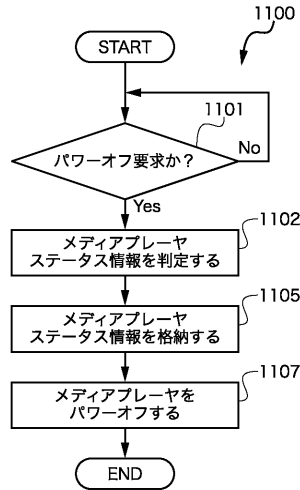 1100
START
1101
パワーオフ要求か？
No
Yes
1102
メディアプレーヤ
ステータス情報を判定する
1105
メディアプレーヤ
ステータス情報を格納する
1107
メディアプレーヤを
パワーオフする
END